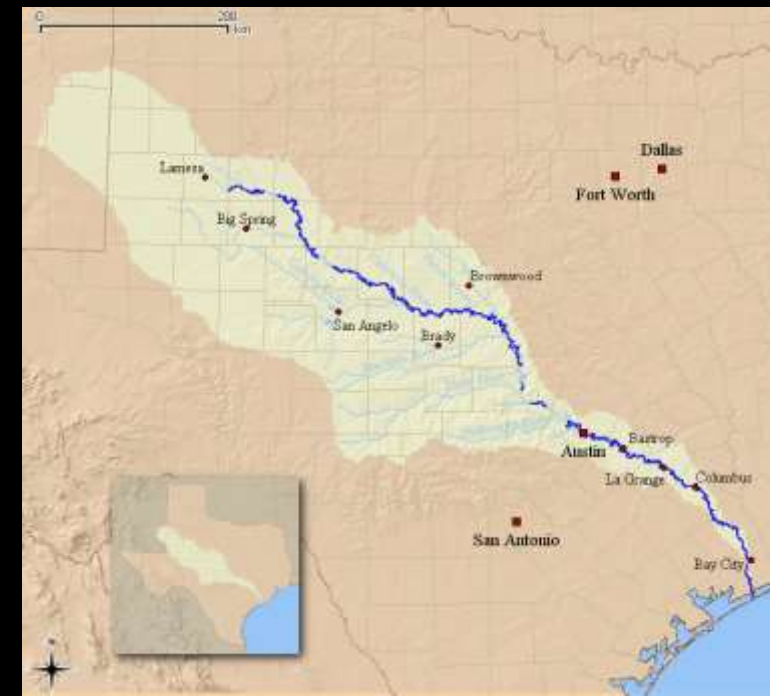 0 200
km
Dallas
Lamesa
Fort Worth
Big Spring
Brownwood
San Angelo
Brady
Bastrop
Austin
La Grange
Columbus
San Antonio
Bay City